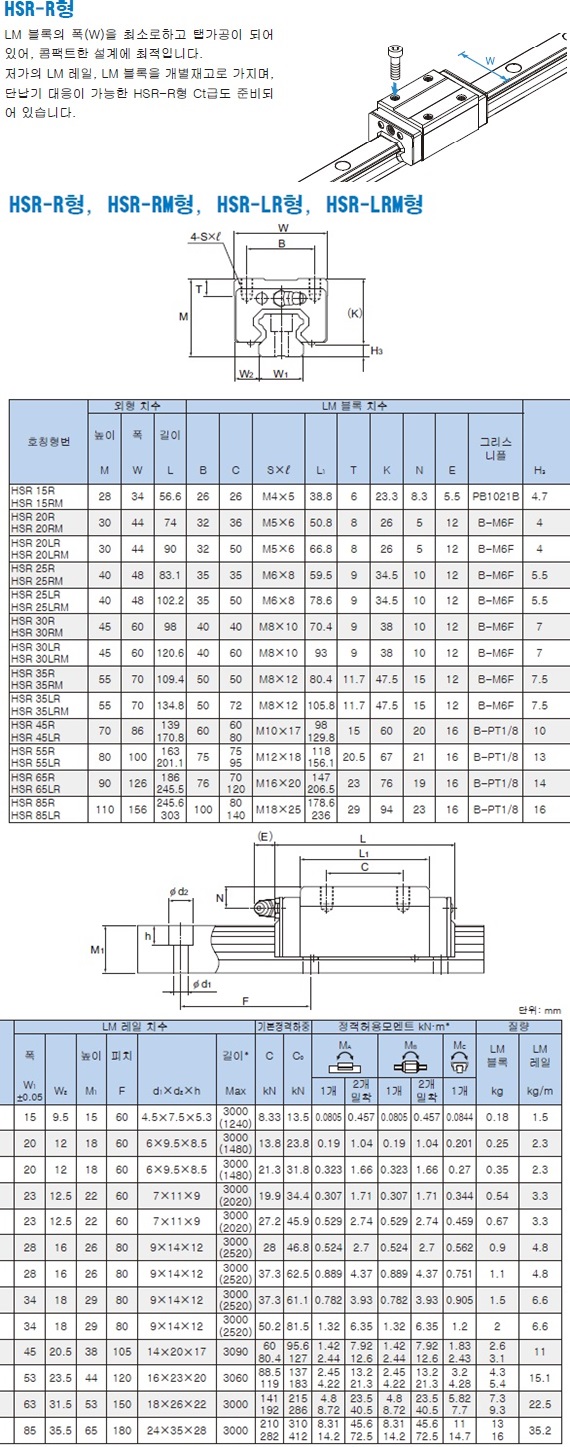 HSR-R형
LM 블록의 폭(W)을 최소로하고 탭가공이 되어
있어, 콤팩트한 설계에 최적입니다.
저가의 LM 레일, LM 블록을 개별재고로 가지며,
단납기 대응이 가능한 HSR-R형 Ct급도 준비되
어 있습니다.
W
HSR-R형, HSR-RM형, HSR-LR형, HSR-LRM형
W
4-S×ℓ B
T
M (K)
H₃
W₂ W₁
외형 치수 LM 블록 치수
호칭형번 높이 폭 길이 그리스
니플
M W L B C S×ℓ L₁ T K N E H₃
HSR 15R
HSR 15RM 28 34 56.6 26 26 M4×5 38.8 6 23.3 8.3 5.5 PB1021B 4.7
HSR 20R
HSR 20RM 30 44 74 32 36 M5×6 50.8 8 26 5 12 B-M6F 4
HSR 20LR
HSR 20LRM 30 44 90 32 50 M5×6 66.8 8 26 5 12 B-M6F 4
HSR 25R
HSR 25RM 40 48 83.1 35 35 M6×8 59.5 9 34.5 10 12 B-M6F 5.5
HSR 25LR
HSR 25LRM 40 48 102.2 35 50 M6×8 78.6 9 34.5 10 12 B-M6F 5.5
HSR 30R
HSR 30RM 45 60 98 40 40 M8×10 70.4 9 38 10 12 B-M6F 7
HSR 30LR
HSR 30LRM 45 60 120.6 40 60 M8×10 93 9 38 10 12 B-M6F 7
HSR 35R
HSR 35RM 55 70 109.4 50 50 M8×12 80.4 11.7 47.5 15 12 B-M6F 7.5
HSR 35LR
HSR 35LRM 55 70 134.8 50 72 M8×12 105.8 11.7 47.5 15 12 B-M6F 7.5
HSR 45R 139 60 98
HSR 45LR 70 86 170.8 60 80 M10×17 129.8 15 60 20 16 B-PT1/8 10
HSR 55R 163 75 118
HSR 55LR 80 100 201.1 75 95 M12×18 156.1 20.5 67 21 16 B-PT1/8 13
HSR 65R 186 70 147
HSR 65LR 90 126 245.5 76 120 M16×20 206.5 23 76 19 16 B-PT1/8 14
HSR 85R 245.6 80 178.6
HSR 85LR 110 156 303 100 140 M18×25 236 29 94 23 16 B-PT1/8 16
(E) L
L₁
C
φd₂ N
h
M₁
φd₁
F
단위: mm
LM 레일 치수 기본정격하중 정적허용모멘트 kN·m* 질량
폭 높이 피치 길이* C C₀ MA MB MC LM
블록 LM
레일
W₁
±0.05 W₂ M₁ F d₁×d₂×h Max kN kN 1개 2개
밀착 1개 2개
밀착 1개 kg kg/m
15 9.5 15 60 4.5×7.5×5.3 3000
(1240) 8.33 13.5 0.0805 0.457 0.0805 0.457 0.0844 0.18 1.5
20 12 18 60 6×9.5×8.5 3000
(1480) 13.8 23.8 0.19 1.04 0.19 1.04 0.201 0.25 2.3
20 12 18 60 6×9.5×8.5 3000
(1480) 21.3 31.8 0.323 1.66 0.323 1.66 0.27 0.35 2.3
23 12.5 22 60 7×11×9 3000
(2020) 19.9 34.4 0.307 1.71 0.307 1.71 0.344 0.54 3.3
23 12.5 22 60 7×11×9 3000
(2020) 27.2 45.9 0.529 2.74 0.529 2.74 0.459 0.67 3.3
28 16 26 80 9×14×12 3000
(2520) 28 46.8 0.524 2.7 0.524 2.7 0.562 0.9 4.8
28 16 26 80 9×14×12 3000
(2520) 37.3 62.5 0.889 4.37 0.889 4.37 0.751 1.1 4.8
34 18 29 80 9×14×12 3000
(2520) 37.3 61.1 0.782 3.93 0.782 3.93 0.905 1.5 6.6
34 18 29 80 9×14×12 3000
(2520) 50.2 81.5 1.32 6.35 1.32 6.35 1.2 2 6.6
60 95.6 1.42 7.92 1.42 7.92 1.83 2.6
45 20.5 38 105 14×20×17 3090 80.4 127 2.44 12.6 2.44 12.6 2.43 3.1 11
88.5 137 2.45 13.2 2.45 13.2 3.2 4.3
53 23.5 44 120 16×23×20 3060 119 183 4.22 21.3 4.22 21.3 4.28 5.4 15.1
141 215 4.8 23.5 4.8 23.5 5.82 7.3
63 31.5 53 150 18×26×22 3000 192 286 8.72 40.5 8.72 40.5 7.7 9.3 22.5
210 310 8.31 45.6 8.31 45.6 11 13
85 35.5 65 180 24×35×28 3000 282 412 14.2 72.5 14.2 72.5 14.7 16 35.2